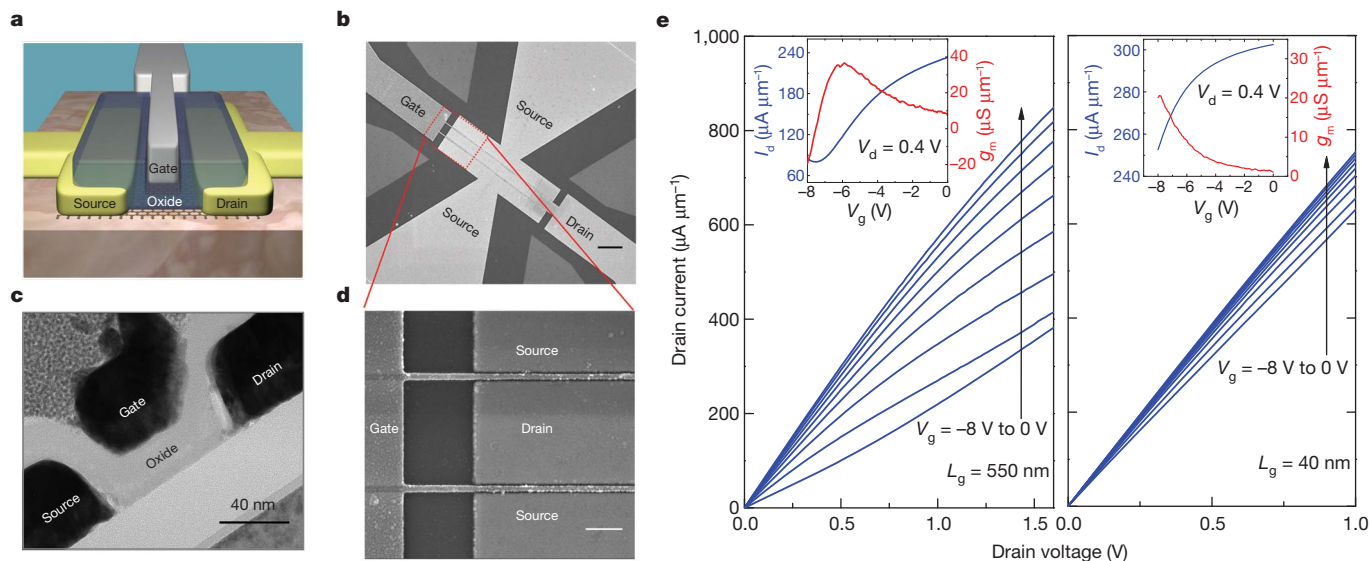 a
Gate
Source
Oxide
Drain
b
Gate
Source
Source
Drain
c
Gate
Drain
Oxide
Source
40 nm
d
Source
Gate
Drain
Source
e
1,000
800
600
400
200
0
Drain current (μA μm⁻¹)
0.0
0.5
1.0
1.5
Drain voltage (V)
240
180
120
60
I_d (μA μm⁻¹)
40
20
0
−20
g_m (μS μm⁻¹)
V_d = 0.4 V
−8
−6
−4
−2
0
V_g (V)
V_g = −8 V to 0 V
L_g = 550 nm
300
280
260
240
I_d (μA μm⁻¹)
30
20
10
0
g_m (μS μm⁻¹)
V_d = 0.4 V
−8
−6
−4
−2
0
V_g (V)
V_g = −8 V to 0 V
L_g = 40 nm
0.0
0.5
1.0